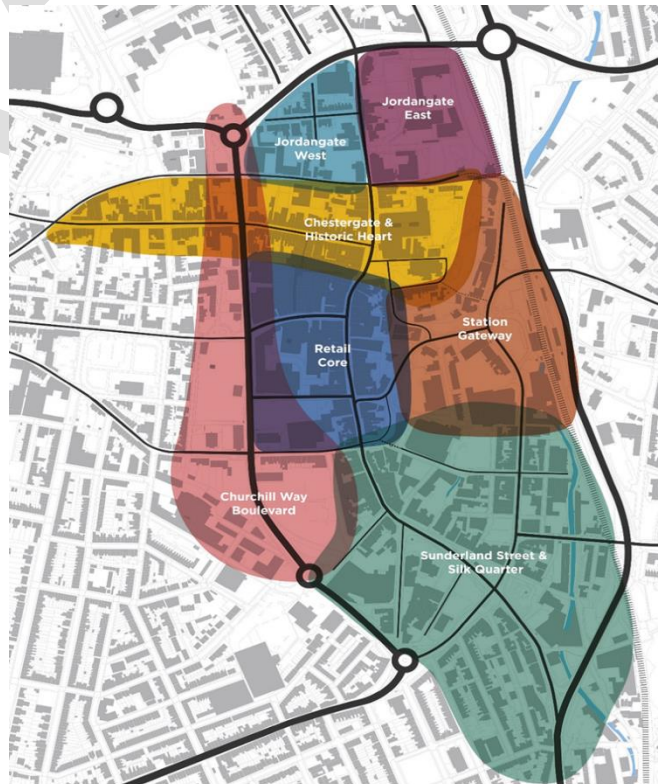 Jordangate
East
Jordangate
West
Chestergate &
Historic Heart
Station
Gateway
Retail
Core
Churchill Way
Boulevard
Sunderland Street &
Silk Quarter